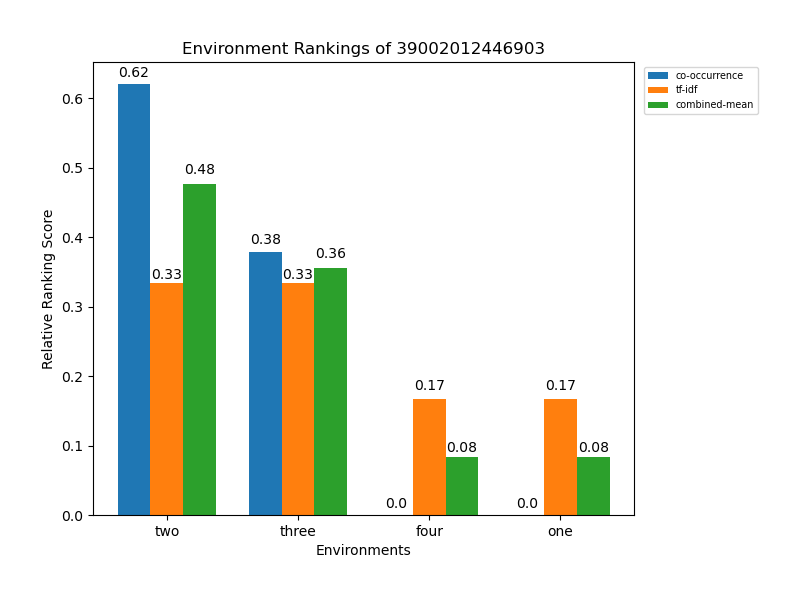 Environment Rankings of 39002012446903
co-occurrence
tf-idf
combined-mean
Relative Ranking Score
0.6
0.5
0.4
0.3
0.2
0.1
0.0
0.62
0.33
0.48
0.38
0.33
0.36
0.0
0.17
0.08
0.0
0.17
0.08
two three four one
Environments